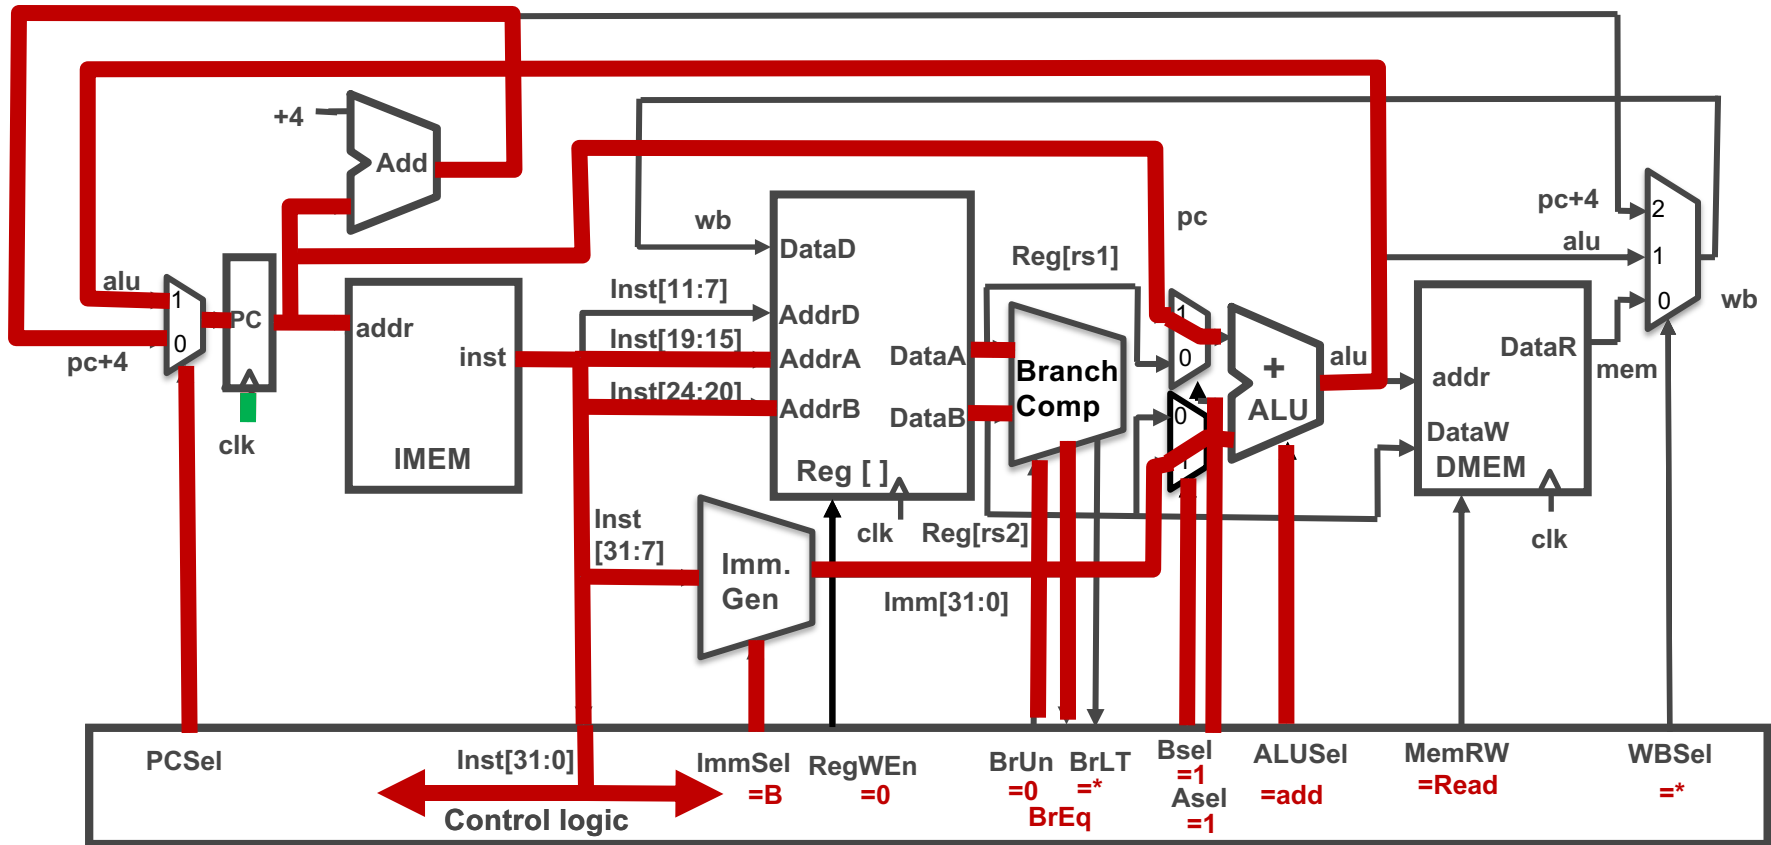 +4
Add
wb
pc
pc+4
2
DataD
Reg[rs1]
alu
1
alu
1
Inst[11:7]
AddrD
1
0
wb
PC
addr
+
0
pc+4
Inst[19:15]
AddrA
DataA
0
alu
DataR
mem
inst
Branch
Comp
addr
Inst[24:20]
AddrB
DataB
0
ALU
clk
DataW
IMEM
Reg [ ]
1
DMEM
Inst
[31:7]
clk
Reg[rs2]
clk
Imm.
Gen
Imm[31:0]
PCSel
Inst[31:0]
ImmSel
=B
RegWEn
=0
BrUn
=0
BrLT
=*
BrEq
Bsel
=1
Asel
=1
ALUSel
=add
MemRW
=Read
WBSel
=*
Control logic